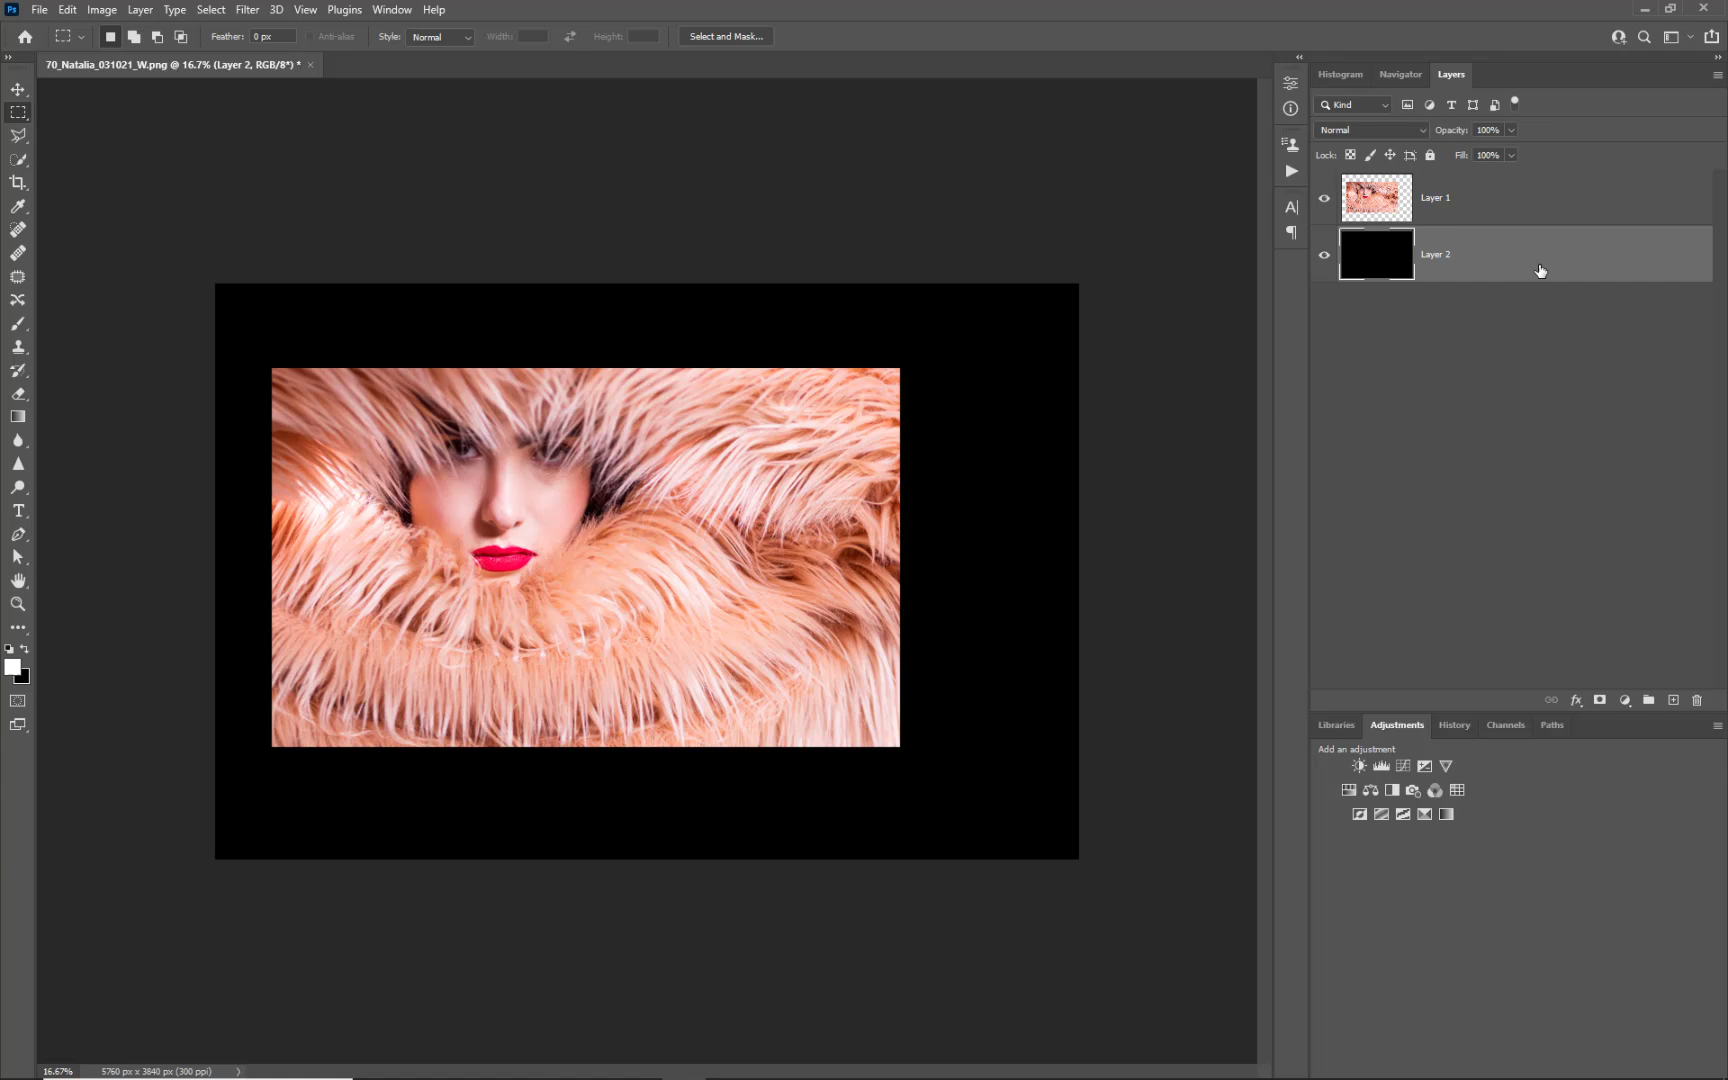 Ps File Edit Image Layer Type Select Filter 3D View Plugins Window Help
Feather: 0 px Anti-alias Style: Normal Width: Height: Select and Mask...
70_Natalia_031021_W.png @ 16.7% (Layer 2, RGB/8*) *
Histogram Navigator Layers
Kind
Normal Opacity: 100%
Lock: Fill: 100%
Layer 1
Layer 2
Libraries Adjustments History Channels Paths
Add an adjustment
16.67% 5760 px x 3840 px (300 ppi)